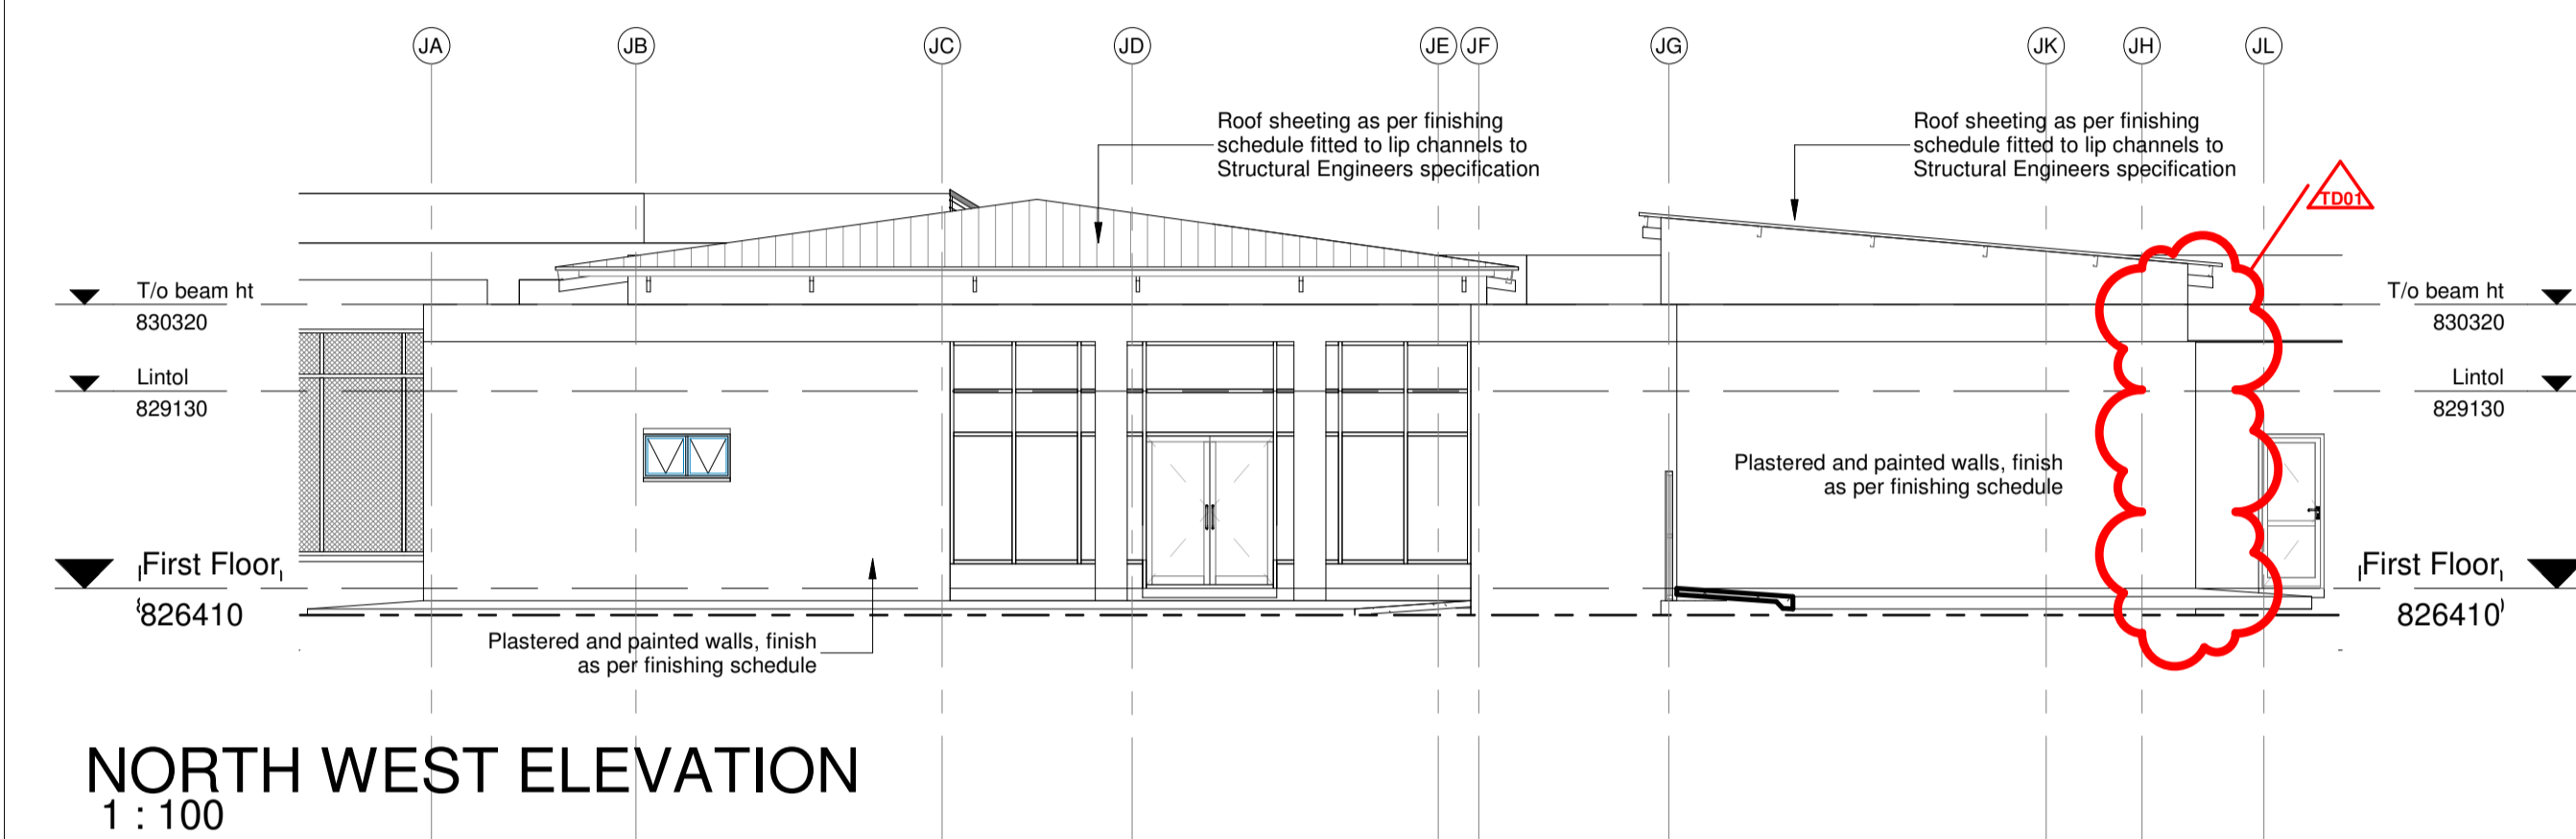 JA JB JC JD JE JF JG JK JH JL
Roof sheeting as per finishing
schedule fitted to lip channels to
Structural Engineers specification
Roof sheeting as per finishing
schedule fitted to lip channels to
Structural Engineers specification
TD01
T/o beam ht
830320
T/o beam ht
830320
Lintol
829130
Lintol
829130
Plastered and painted walls, finish
as per finishing schedule
First Floor
826410
First Floor
826410
Plastered and painted walls, finish
as per finishing schedule
NORTH WEST ELEVATION
1 : 100